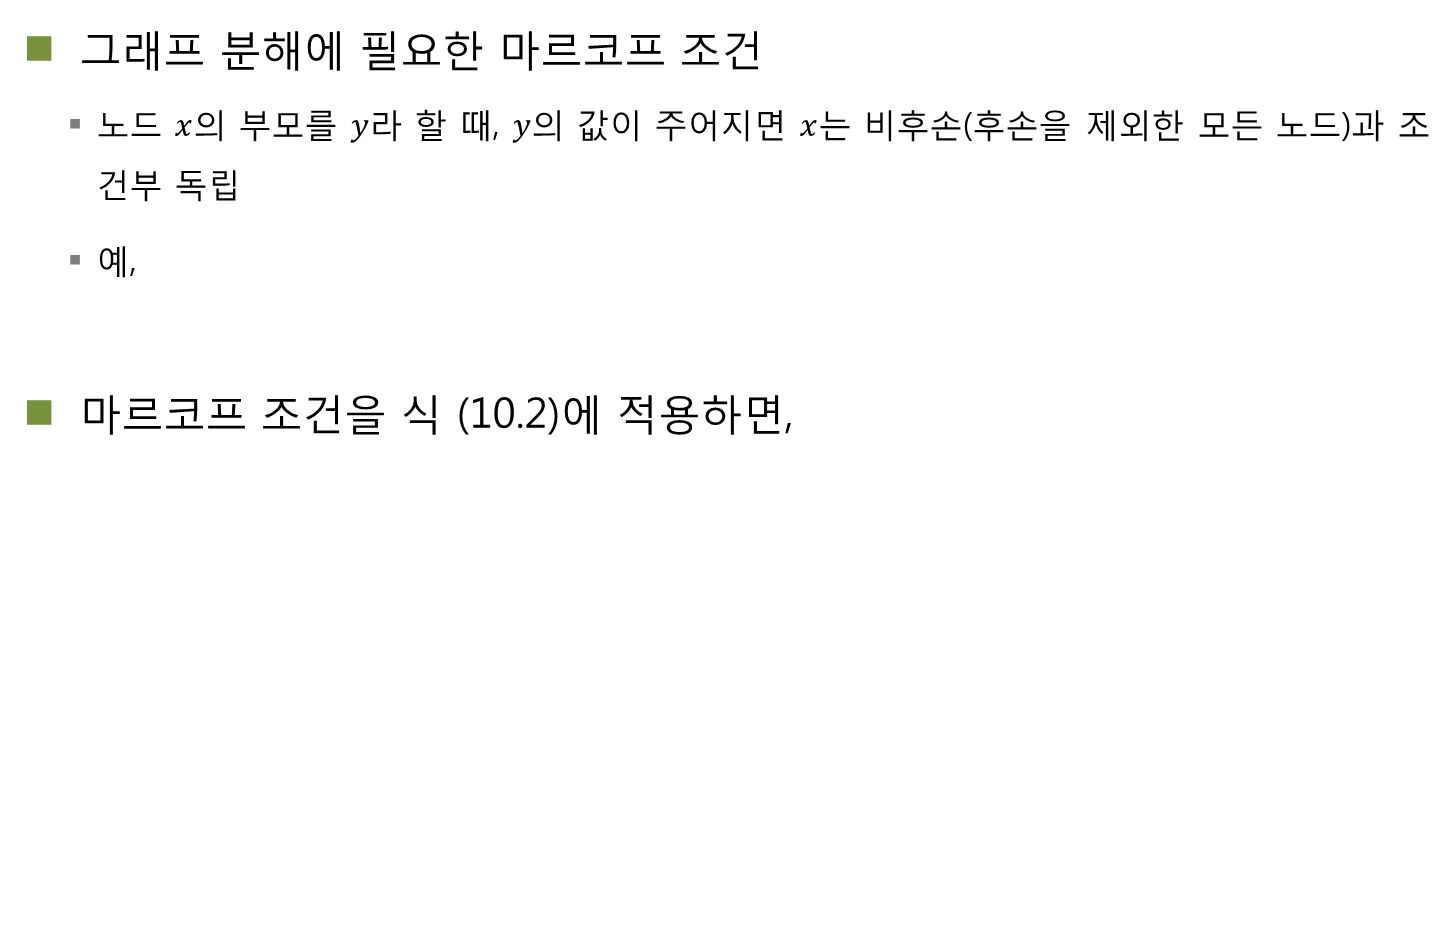 그래프 분해에 필요한 마르코프 조건
노드 x의 부모를 y라 할 때, y의 값이 주어지면 x는 비후손(후손을 제외한 모든 노드)과 조
건부 독립
예,
마르코프 조건을 식 (10.2)에 적용하면,